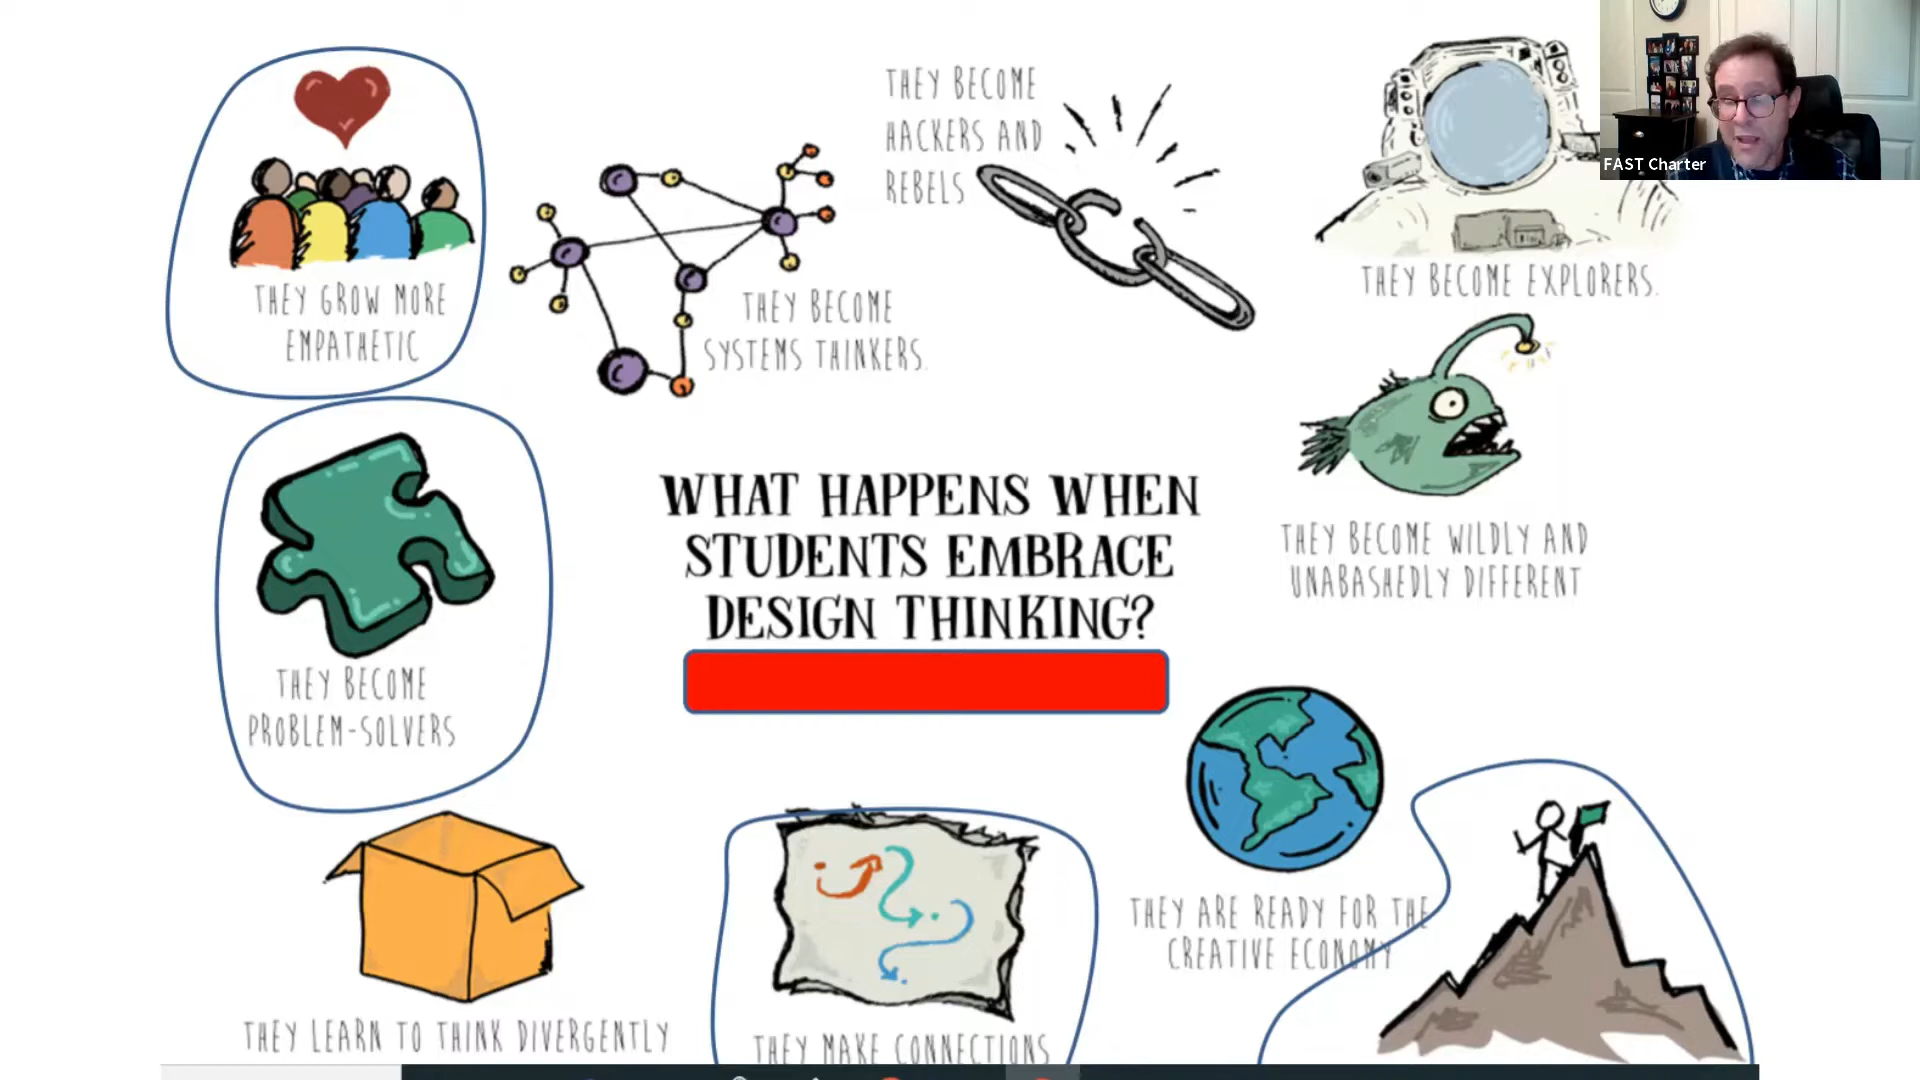 THEY GROW MORE
EMPATHETIC
THEY BECOME
SYSTEMS THINKERS.
THEY BECOME
HACKERS AND
REBELS
THEY BECOME EXPLORERS.
FAST Charter
THEY BECOME WILDLY AND
UNABASHEDLY DIFFERENT
WHAT HAPPENS WHEN
STUDENTS EMBRACE
DESIGN THINKING?
THEY BECOME
PROBLEM-SOLVERS
THEY LEARN TO THINK DIVERGENTLY
THEY MAKE CONNECTIONS
THEY ARE READY FOR THE
CREATIVE ECONOMY